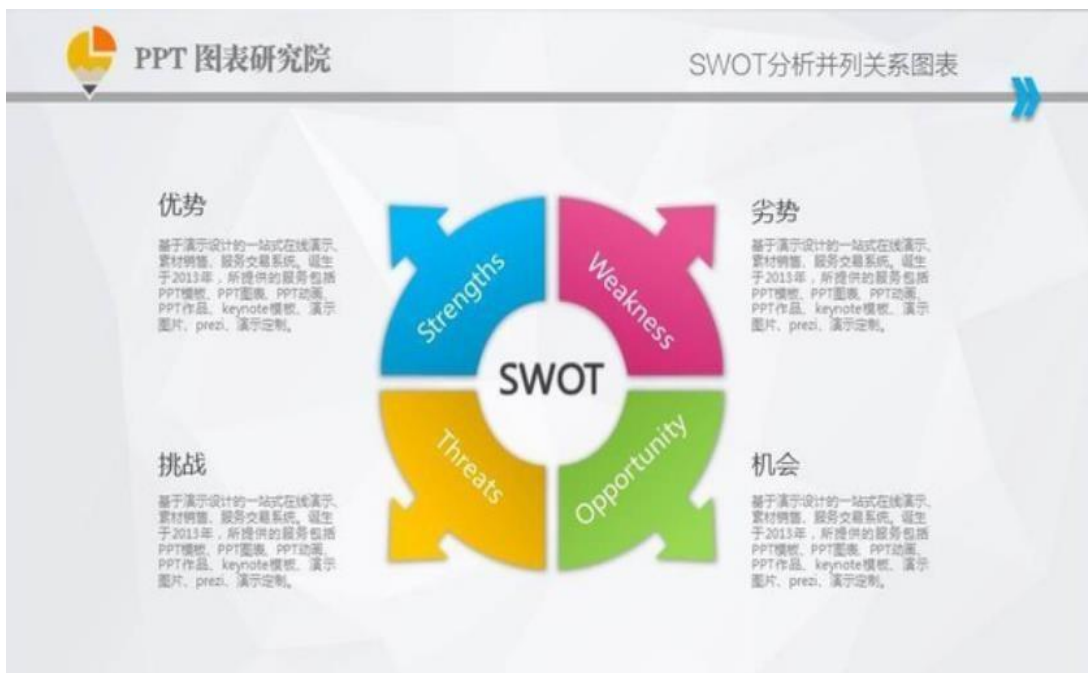 PPT 图表研究院
SWOT分析并列关系图表
优势
基于演示设计的一站式在线演示、
素材销售、服务交易系统。诞生
于2013年，所提供的服务包括
PPT模板、PPT图表、PPT动画、
PPT作品、keynote模板、演示
图片、prezi、演示定制。
劣势
基于演示设计的一站式在线演示、
素材销售、服务交易系统。诞生
于2013年，所提供的服务包括
PPT模板、PPT图表、PPT动画、
PPT作品、keynote模板、演示
图片、prezi、演示定制。
Strengths
Weakness
SWOT
Threats
Opportunity
挑战
基于演示设计的一站式在线演示、
素材销售、服务交易系统。诞生
于2013年，所提供的服务包括
PPT模板、PPT图表、PPT动画、
PPT作品、keynote模板、演示
图片、prezi、演示定制。
机会
基于演示设计的一站式在线演示、
素材销售、服务交易系统。诞生
于2013年，所提供的服务包括
PPT模板、PPT图表、PPT动画、
PPT作品、keynote模板、演示
图片、prezi、演示定制。